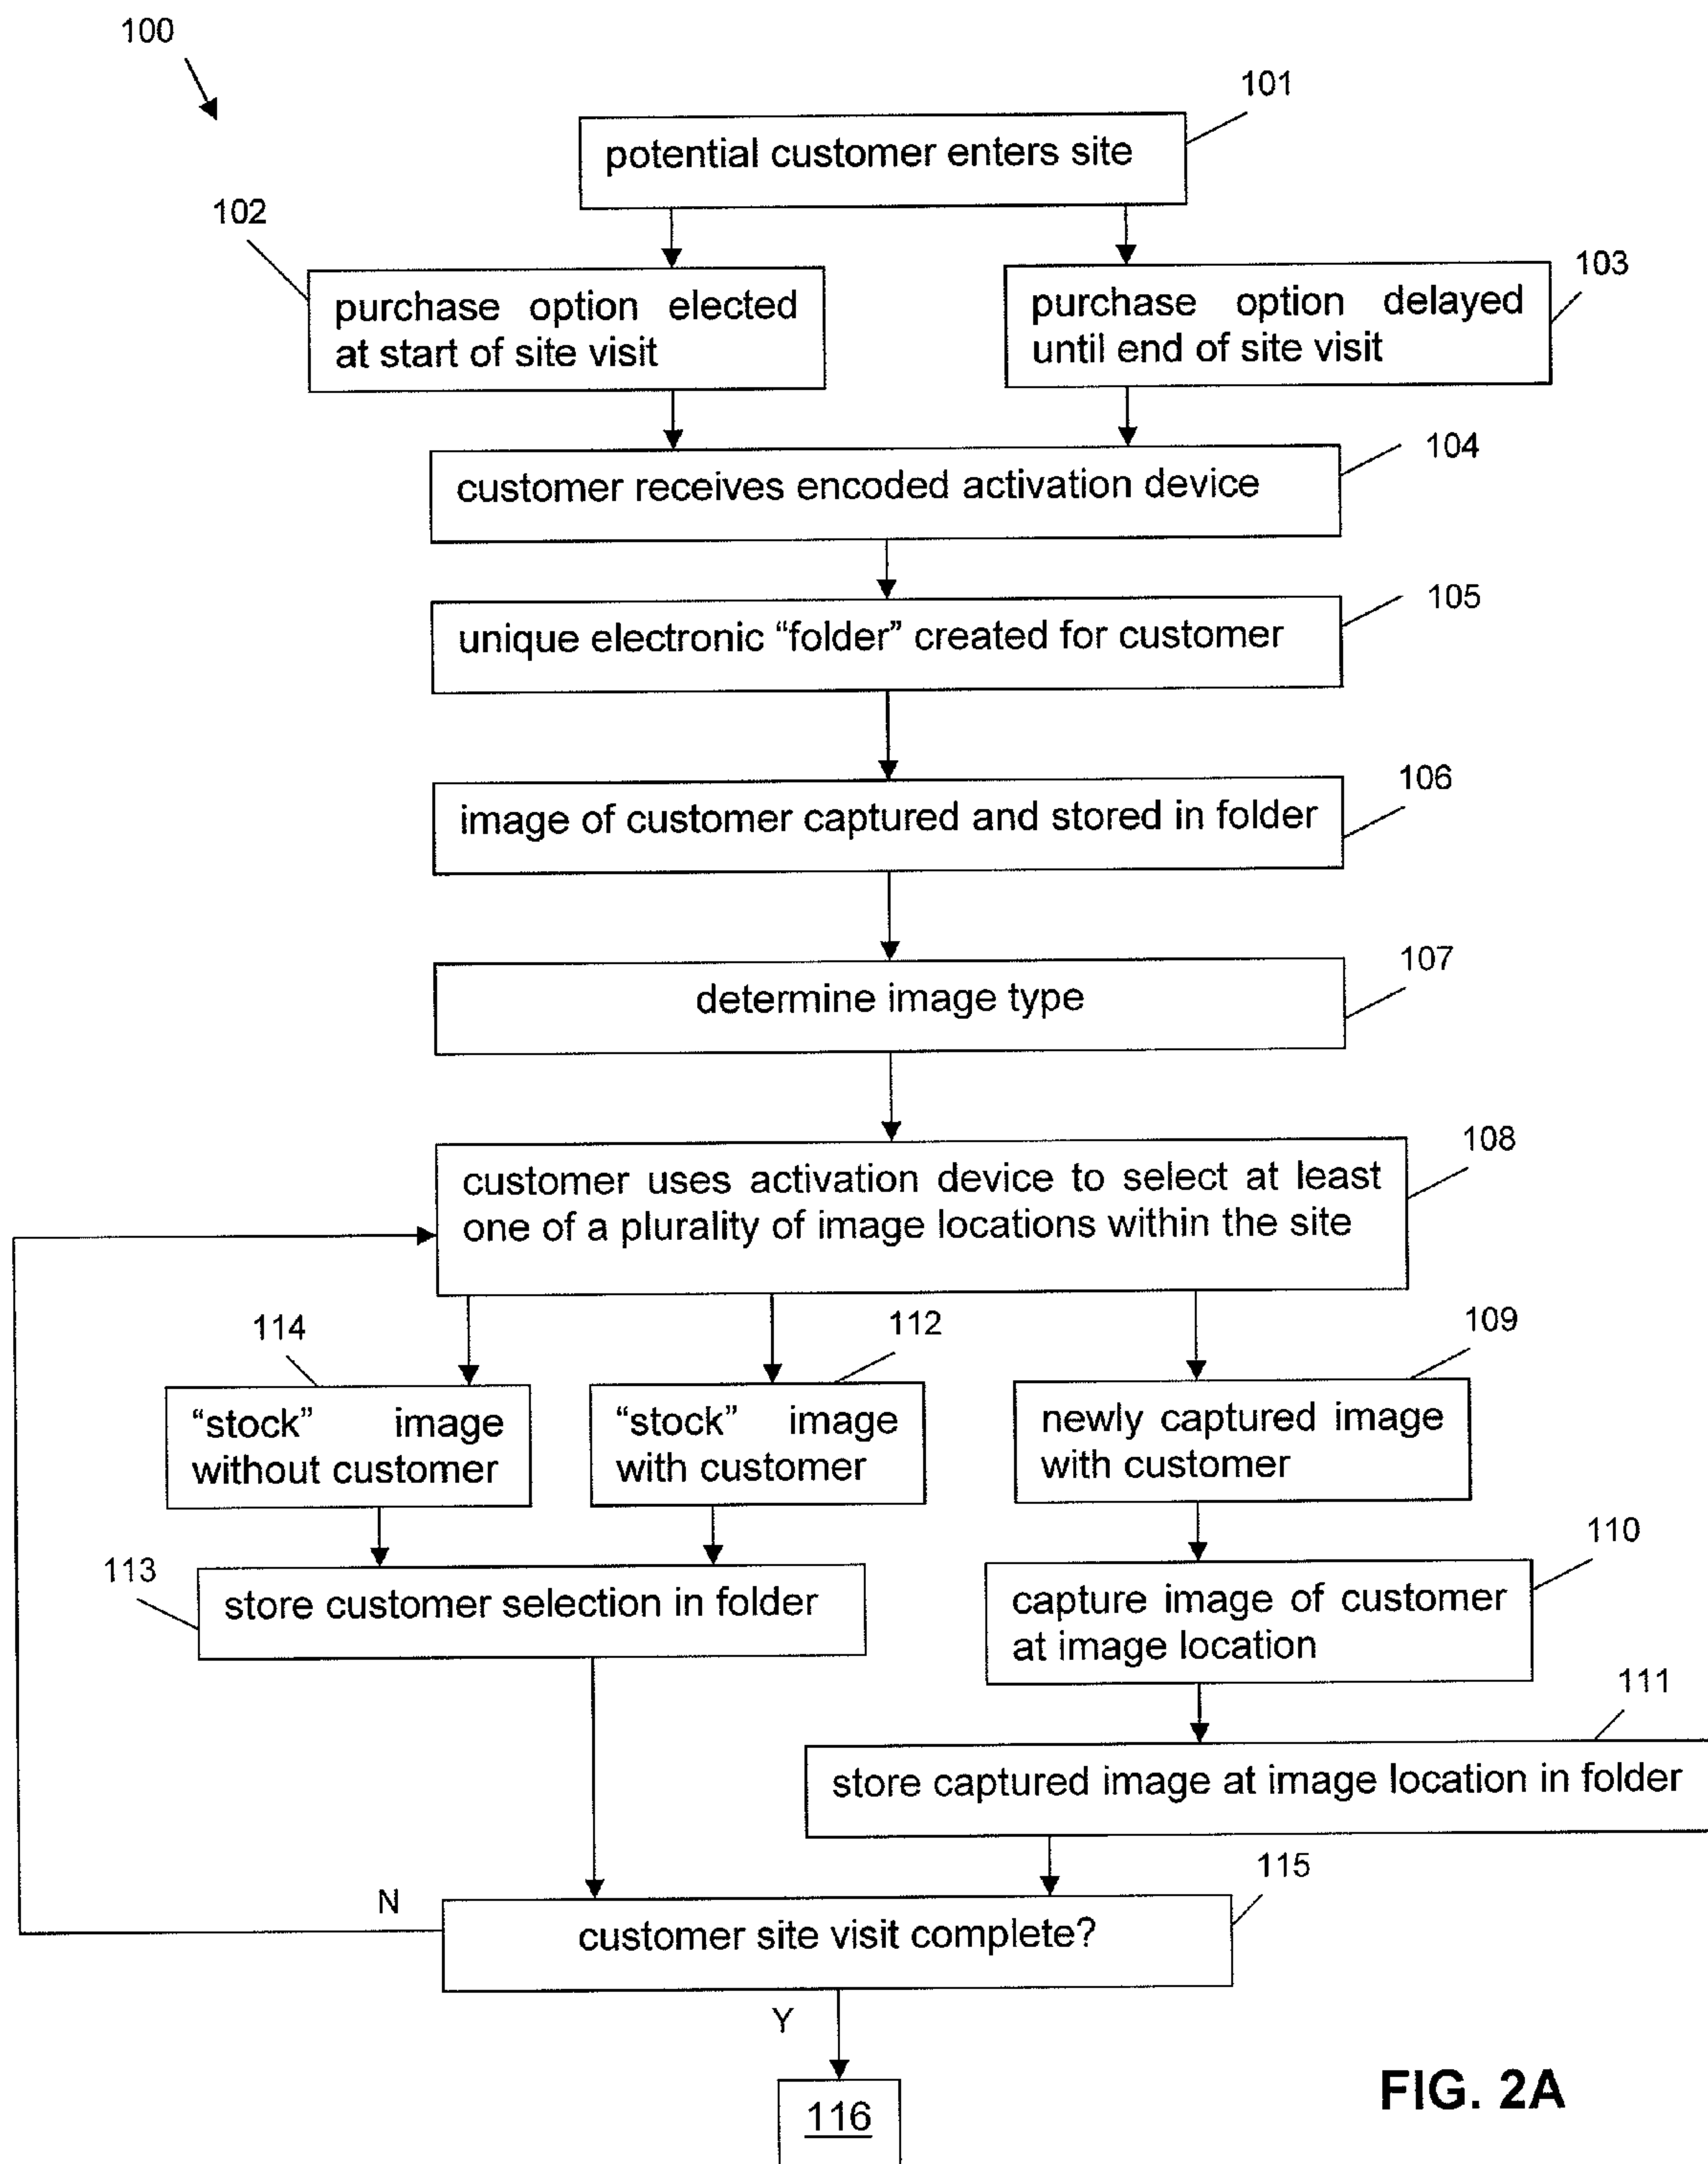 100
101
potential customer enters site
102
103
purchase option elected
at start of site visit
purchase option delayed
until end of site visit
104
customer receives encoded activation device
105
unique electronic “folder” created for customer
106
image of customer captured and stored in folder
107
determine image type
108
customer uses activation device to select at least
one of a plurality of image locations within the site
114
112
109
“stock” image
without customer
“stock” image
with customer
newly captured image
with customer
110
113
store customer selection in folder
capture image of customer
at image location
111
store captured image at image location in folder
115
N
customer site visit complete?
Y
116
FIG. 2A